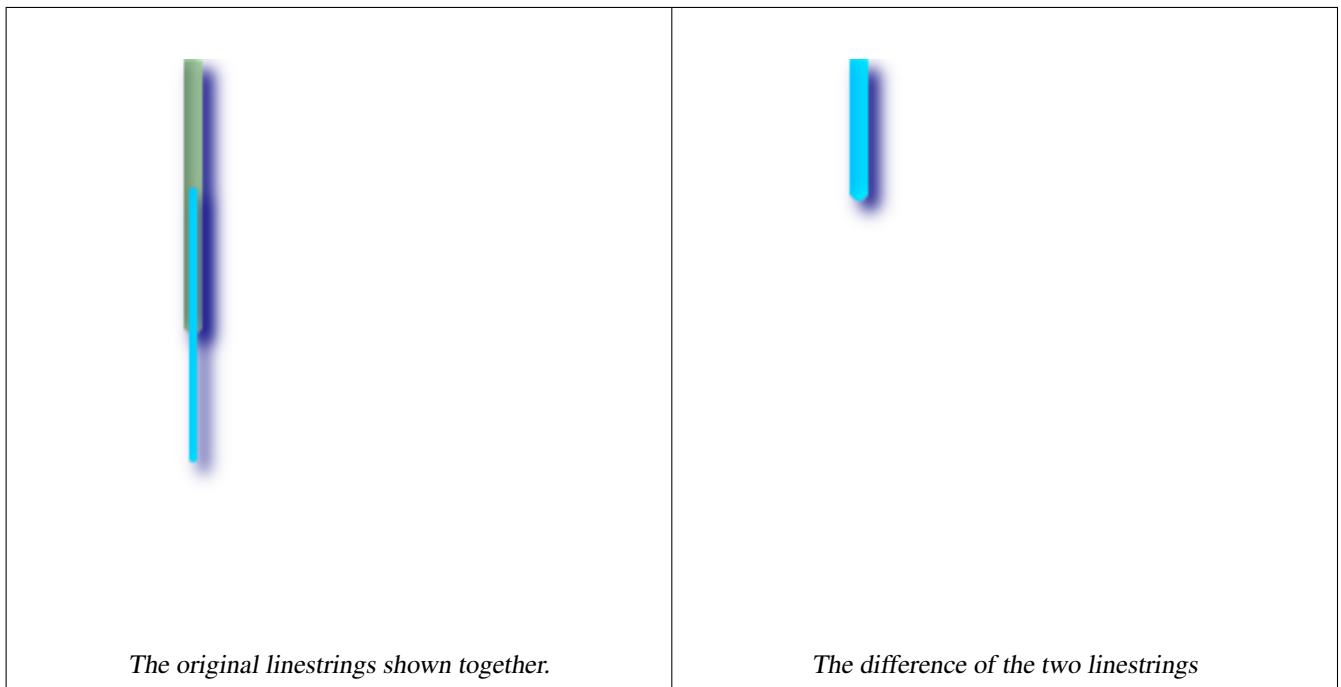 The original linestrings shown together.
The difference of the two linestrings